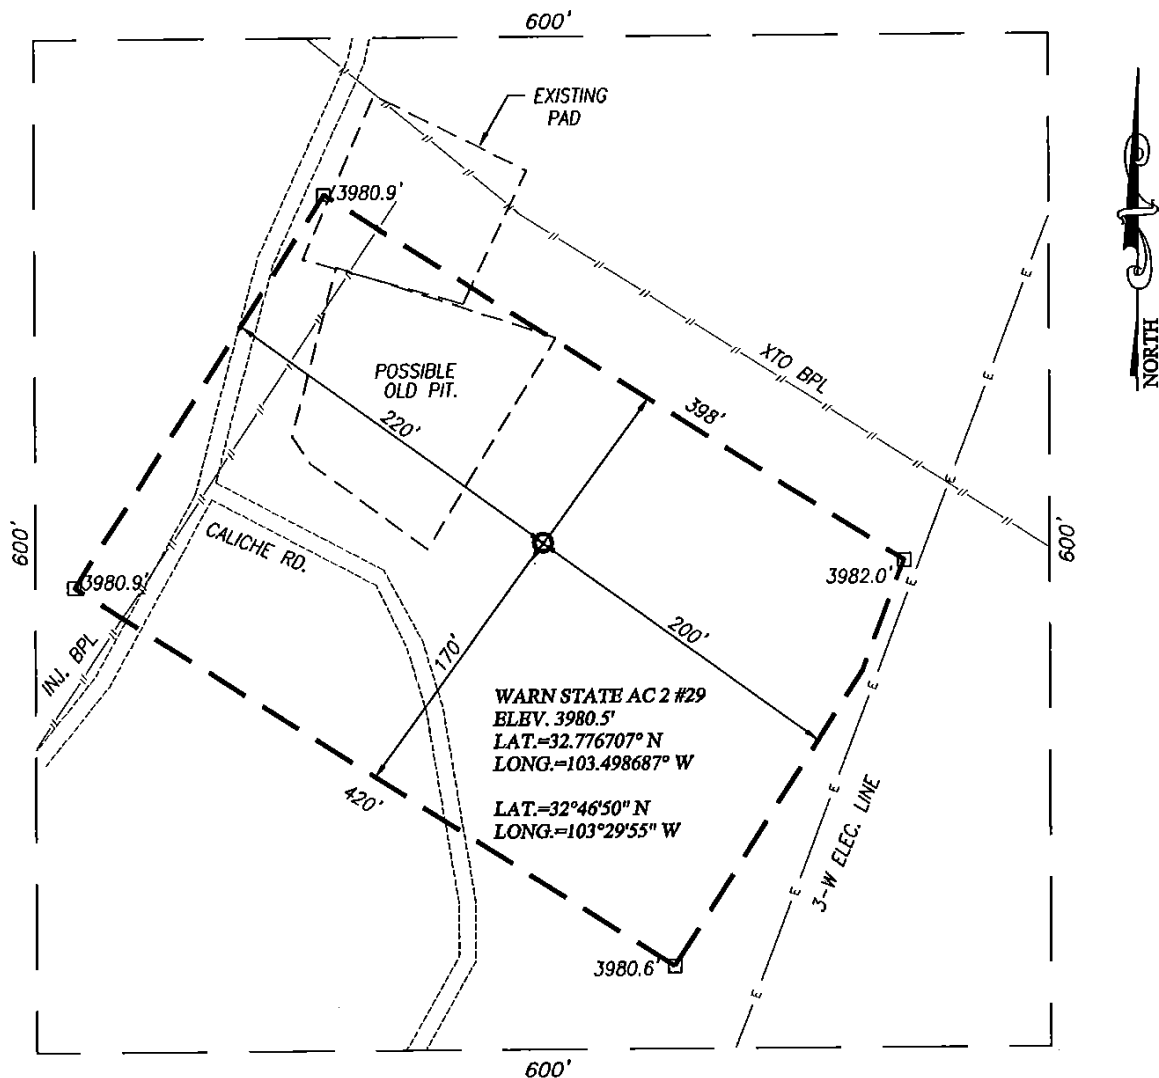 600'
EXISTING
PAD
3980.9'
NORTH
XTO BPL
POSSIBLE
OLD PIT.
398'
220'
E
E
E
600'
CALICHE RD.
600'
3980.9'
3982.0'
E
200'
INJ. BPL
170'
E
WARN STATE AC 2 #29
ELEV. 3980.5'
LAT.=32.776707° N
LONG.=103.498687° W
420'
E
LAT.=32°46'50" N
LONG.=103°29'55" W
3-W ELEC. LINE
E
3980.6'
E
600'